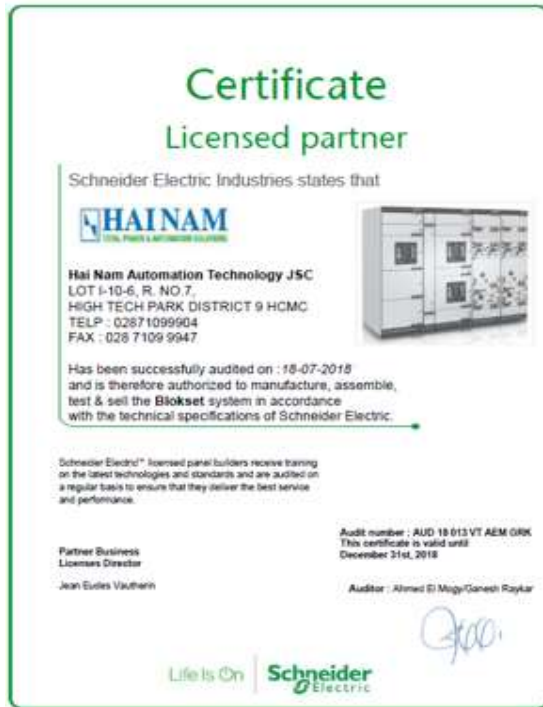 Certificate
Licensed partner
Schneider Electric Industries states that
HAI NAM
TOTAL POWER & AUTOMATION SOLUTIONS
Hai Nam Automation Technology JSC
LOT I-10-6, R. NO.7,
HIGH TECH PARK DISTRICT 9 HCMC
TELP : 02871099904
FAX : 028 7109 9947
Has been successfully audited on : 18-07-2018
and is therefore authorized to manufacture, assemble,
test & sell the Blokset system in accordance
with the technical specifications of Schneider Electric.
Schneider Electric™ licensed panel builders receive training
on the latest technologies and standards and are audited on
a regular basis to ensure that they deliver the best service
and performance.
Audit number : AUD 18 013 VT AEM GRK
This certificate is valid until
December 31st, 2018
Partner Business
Licenses Director
Jean Eudes Vautherin
Auditor : Ahmed El Mogy/Ganesh Raykar
Life Is On
Schneider
Electric